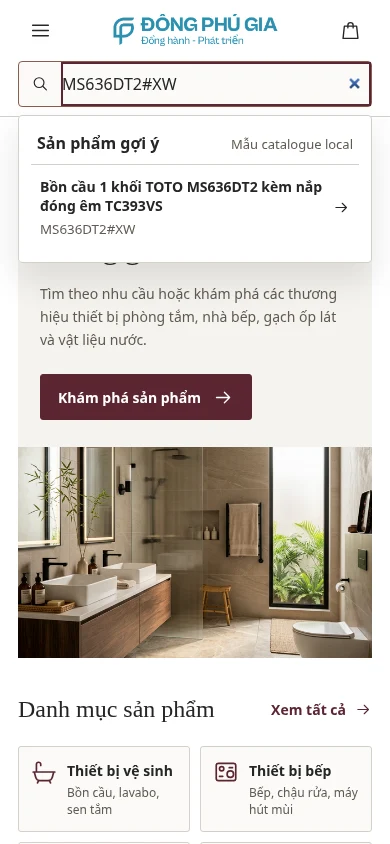 ĐỒNG PHÚ GIA
Đồng hành - Phát triển
MS636DT2#XW
Sản phẩm gợi ý
Mẫu catalogue local
Bồn cầu 1 khối TOTO MS636DT2 kèm nắp
đóng êm TC393VS
MS636DT2#XW
Tìm theo nhu cầu hoặc khám phá các thương
hiệu thiết bị phòng tắm, nhà bếp, gạch ốp lát
và vật liệu nước.
Khám phá sản phẩm
Danh mục sản phẩm
Xem tất cả
Thiết bị vệ sinh
Bồn cầu, lavabo,
sen tắm
Thiết bị bếp
Bếp, chậu rửa, máy
hút mùi